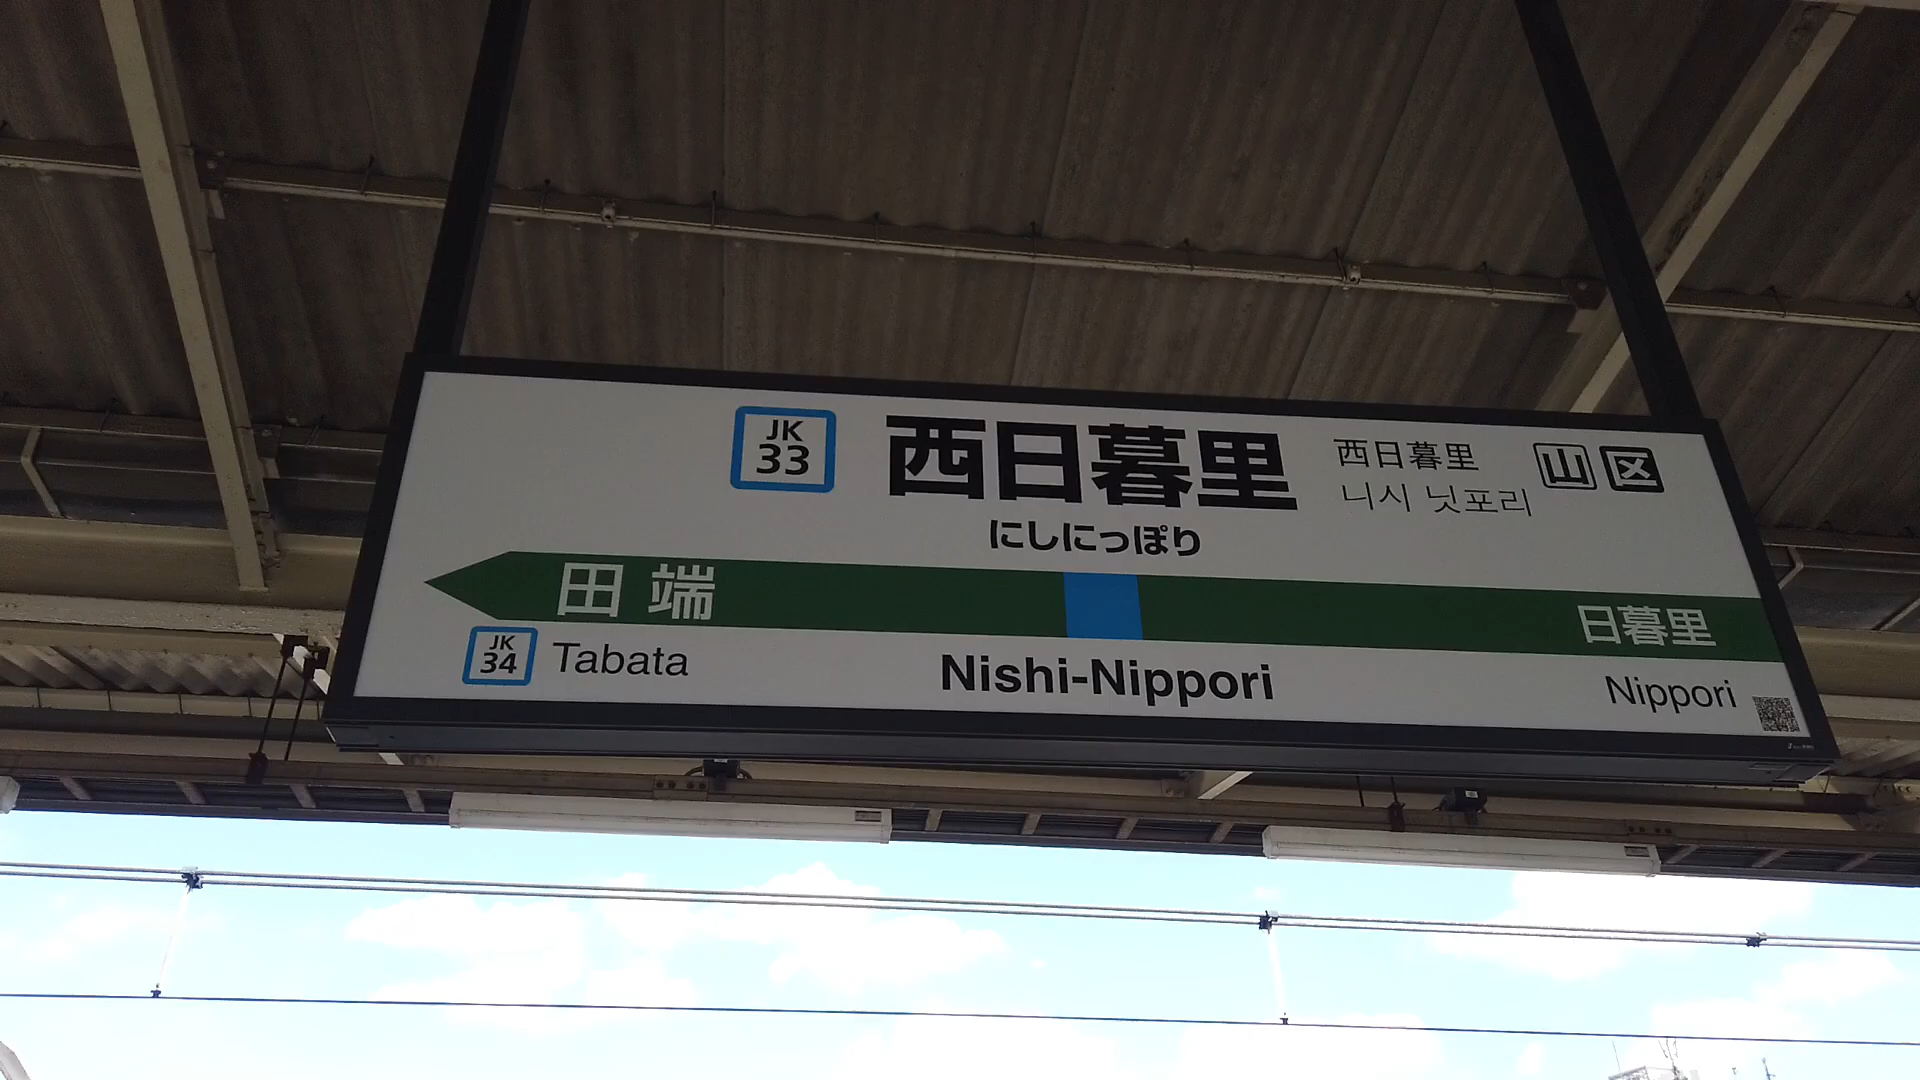 JK
33
西日暮里
西日暮里
니시 닛포리
山 区
にしにっぽり
田端
日暮里
JK
34
Tabata
Nishi-Nippori
Nippori